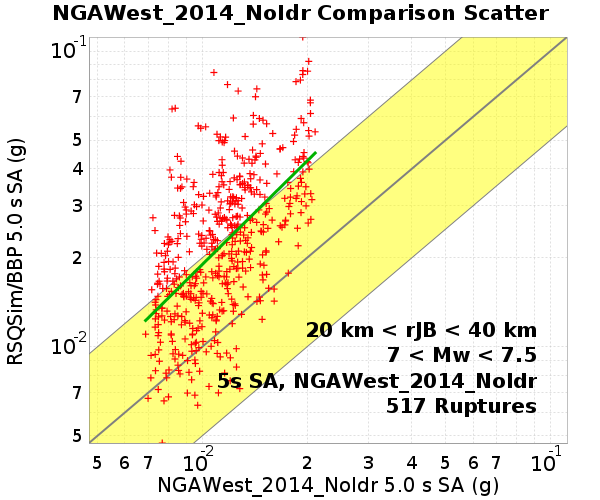 NGAWest_2014_NoIdr Comparison Scatter
RSQSim/BBP 5.0 s SA (g)
10-1
7
5
4
3
2
10-2
7
5
20 km < rJB < 40 km
7 < Mw < 7.5
5s SA, NGAWest_2014_NoIdr
517 Ruptures
5 6 7 10-2 2 3 4 5 6 7 10-1
NGAWest_2014_NoIdr 5.0 s SA (g)